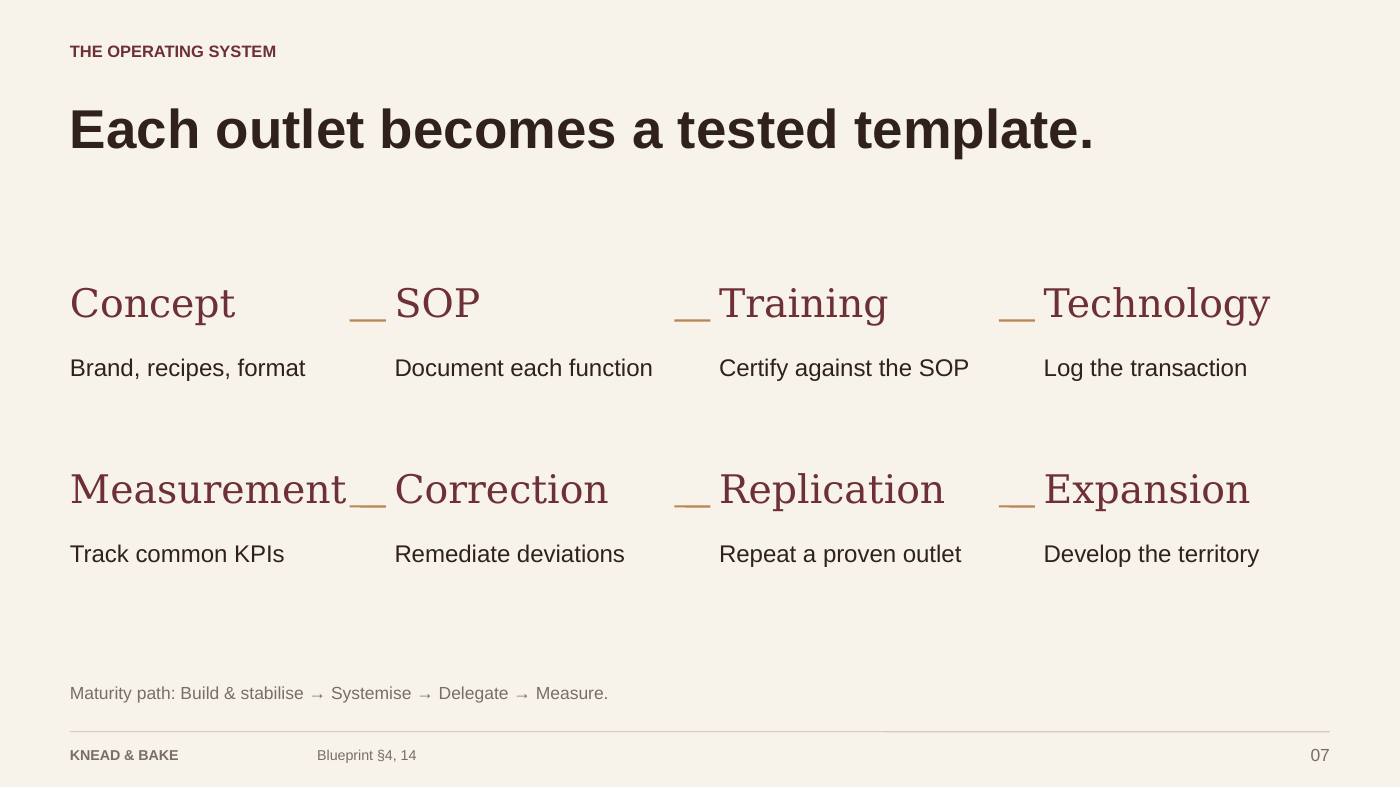 THE OPERATING SYSTEM
Each outlet becomes a tested template.
Concept
SOP
Training
Technology
Brand, recipes, format
Document each function
Certify against the SOP
Log the transaction
Measurement
Correction
Replication
Expansion
Track common KPIs
Remediate deviations
Repeat a proven outlet
Develop the territory
Maturity path: Build & stabilise → Systemise → Delegate → Measure.
KNEAD & BAKE
Blueprint §4, 14
07